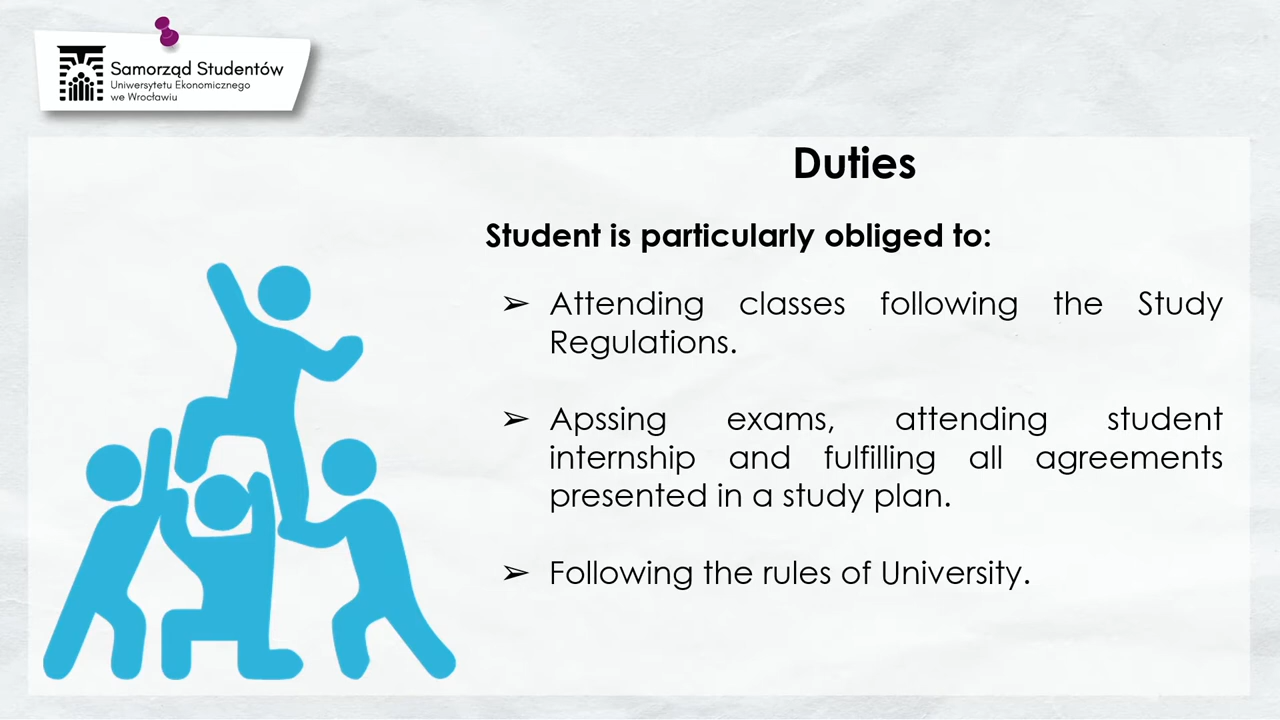 Samorząd Studentów
Uniwersytetu Ekonomicznego
we Wrocławiu
Duties
Student is particularly obliged to:
➢ Attending classes following the Study
Regulations.
➢ Apssing exams, attending student
internship and fulfilling all agreements
presented in a study plan.
➢ Following the rules of University.